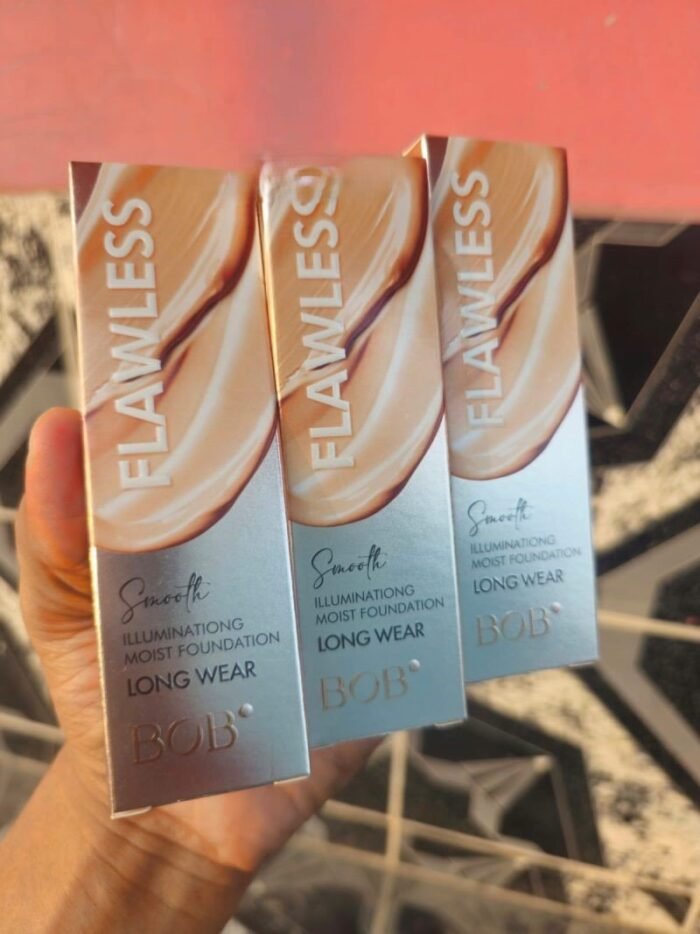 FLAWLESS
Smooth
ILLUMINATIONG
MOIST FOUNDATION
LONG WEAR
BOB
FLAWLESS
Smooth
ILLUMINATIONG
MOIST FOUNDATION
LONG WEAR
BOB
FLAWLESS
Smooth
ILLUMINATIONG
MOIST FOUNDATION
LONG WEAR
BOB